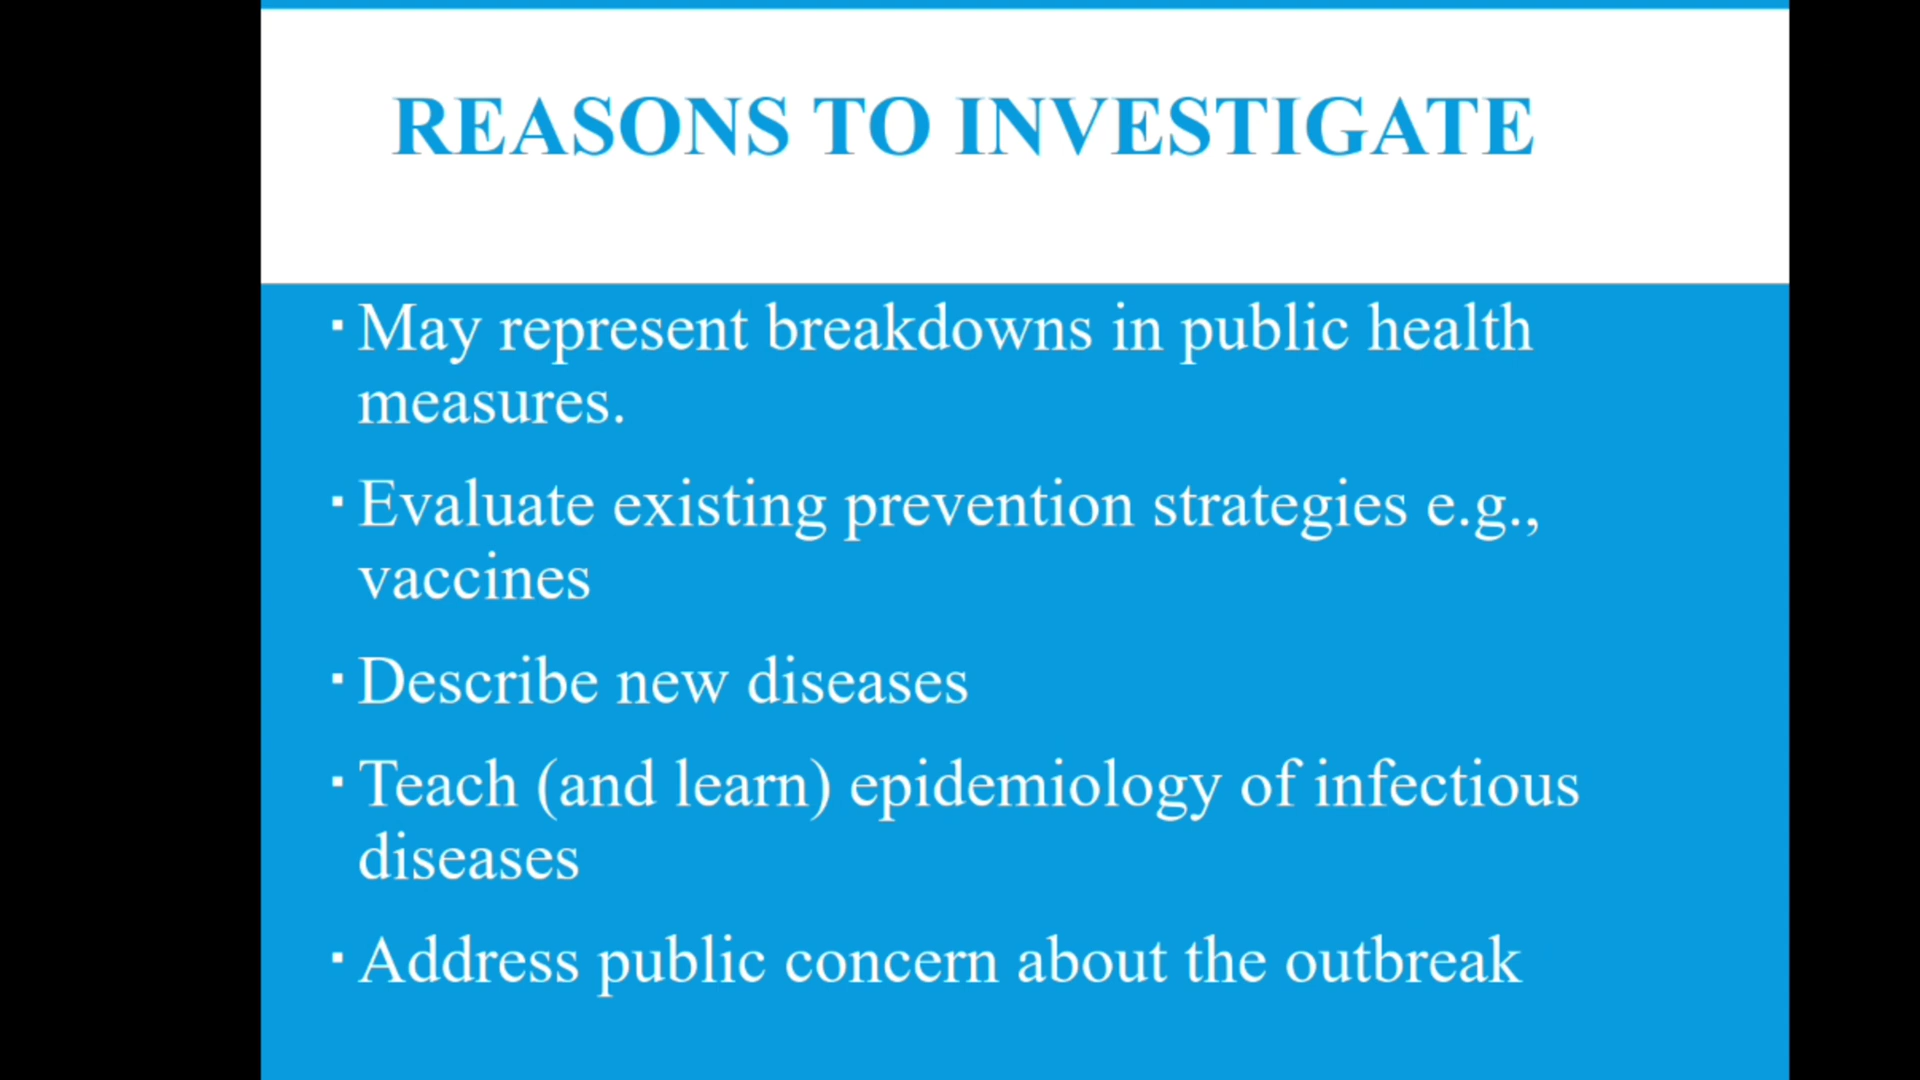 REASONS TO INVESTIGATE
▪ May represent breakdowns in public health
measures.
▪ Evaluate existing prevention strategies e.g.,
vaccines
▪ Describe new diseases
▪ Teach (and learn) epidemiology of infectious
diseases
▪ Address public concern about the outbreak